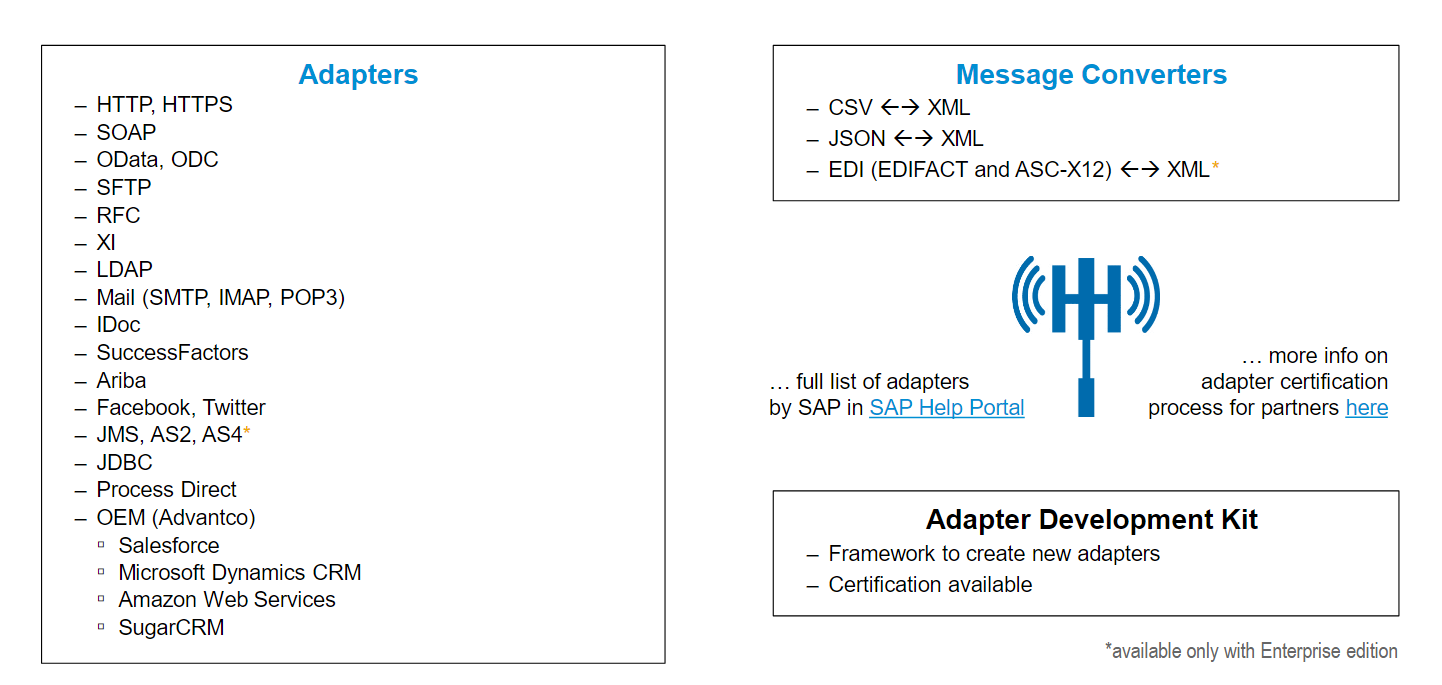 Adapters
– HTTP, HTTPS
– SOAP
– OData, ODC
– SFTP
– RFC
– XI
– LDAP
– Mail (SMTP, IMAP, POP3)
– IDoc
– SuccessFactors
– Ariba
– Facebook, Twitter
– JMS, AS2, AS4*
– JDBC
– Process Direct
– OEM (Advantco)
▫ Salesforce
▫ Microsoft Dynamics CRM
▫ Amazon Web Services
▫ SugarCRM
Message Converters
– CSV ←→ XML
– JSON ←→ XML
– EDI (EDIFACT and ASC-X12) ←→ XML*
… full list of adapters
by SAP in SAP Help Portal
… more info on
adapter certification
process for partners here
Adapter Development Kit
– Framework to create new adapters
– Certification available
*available only with Enterprise edition